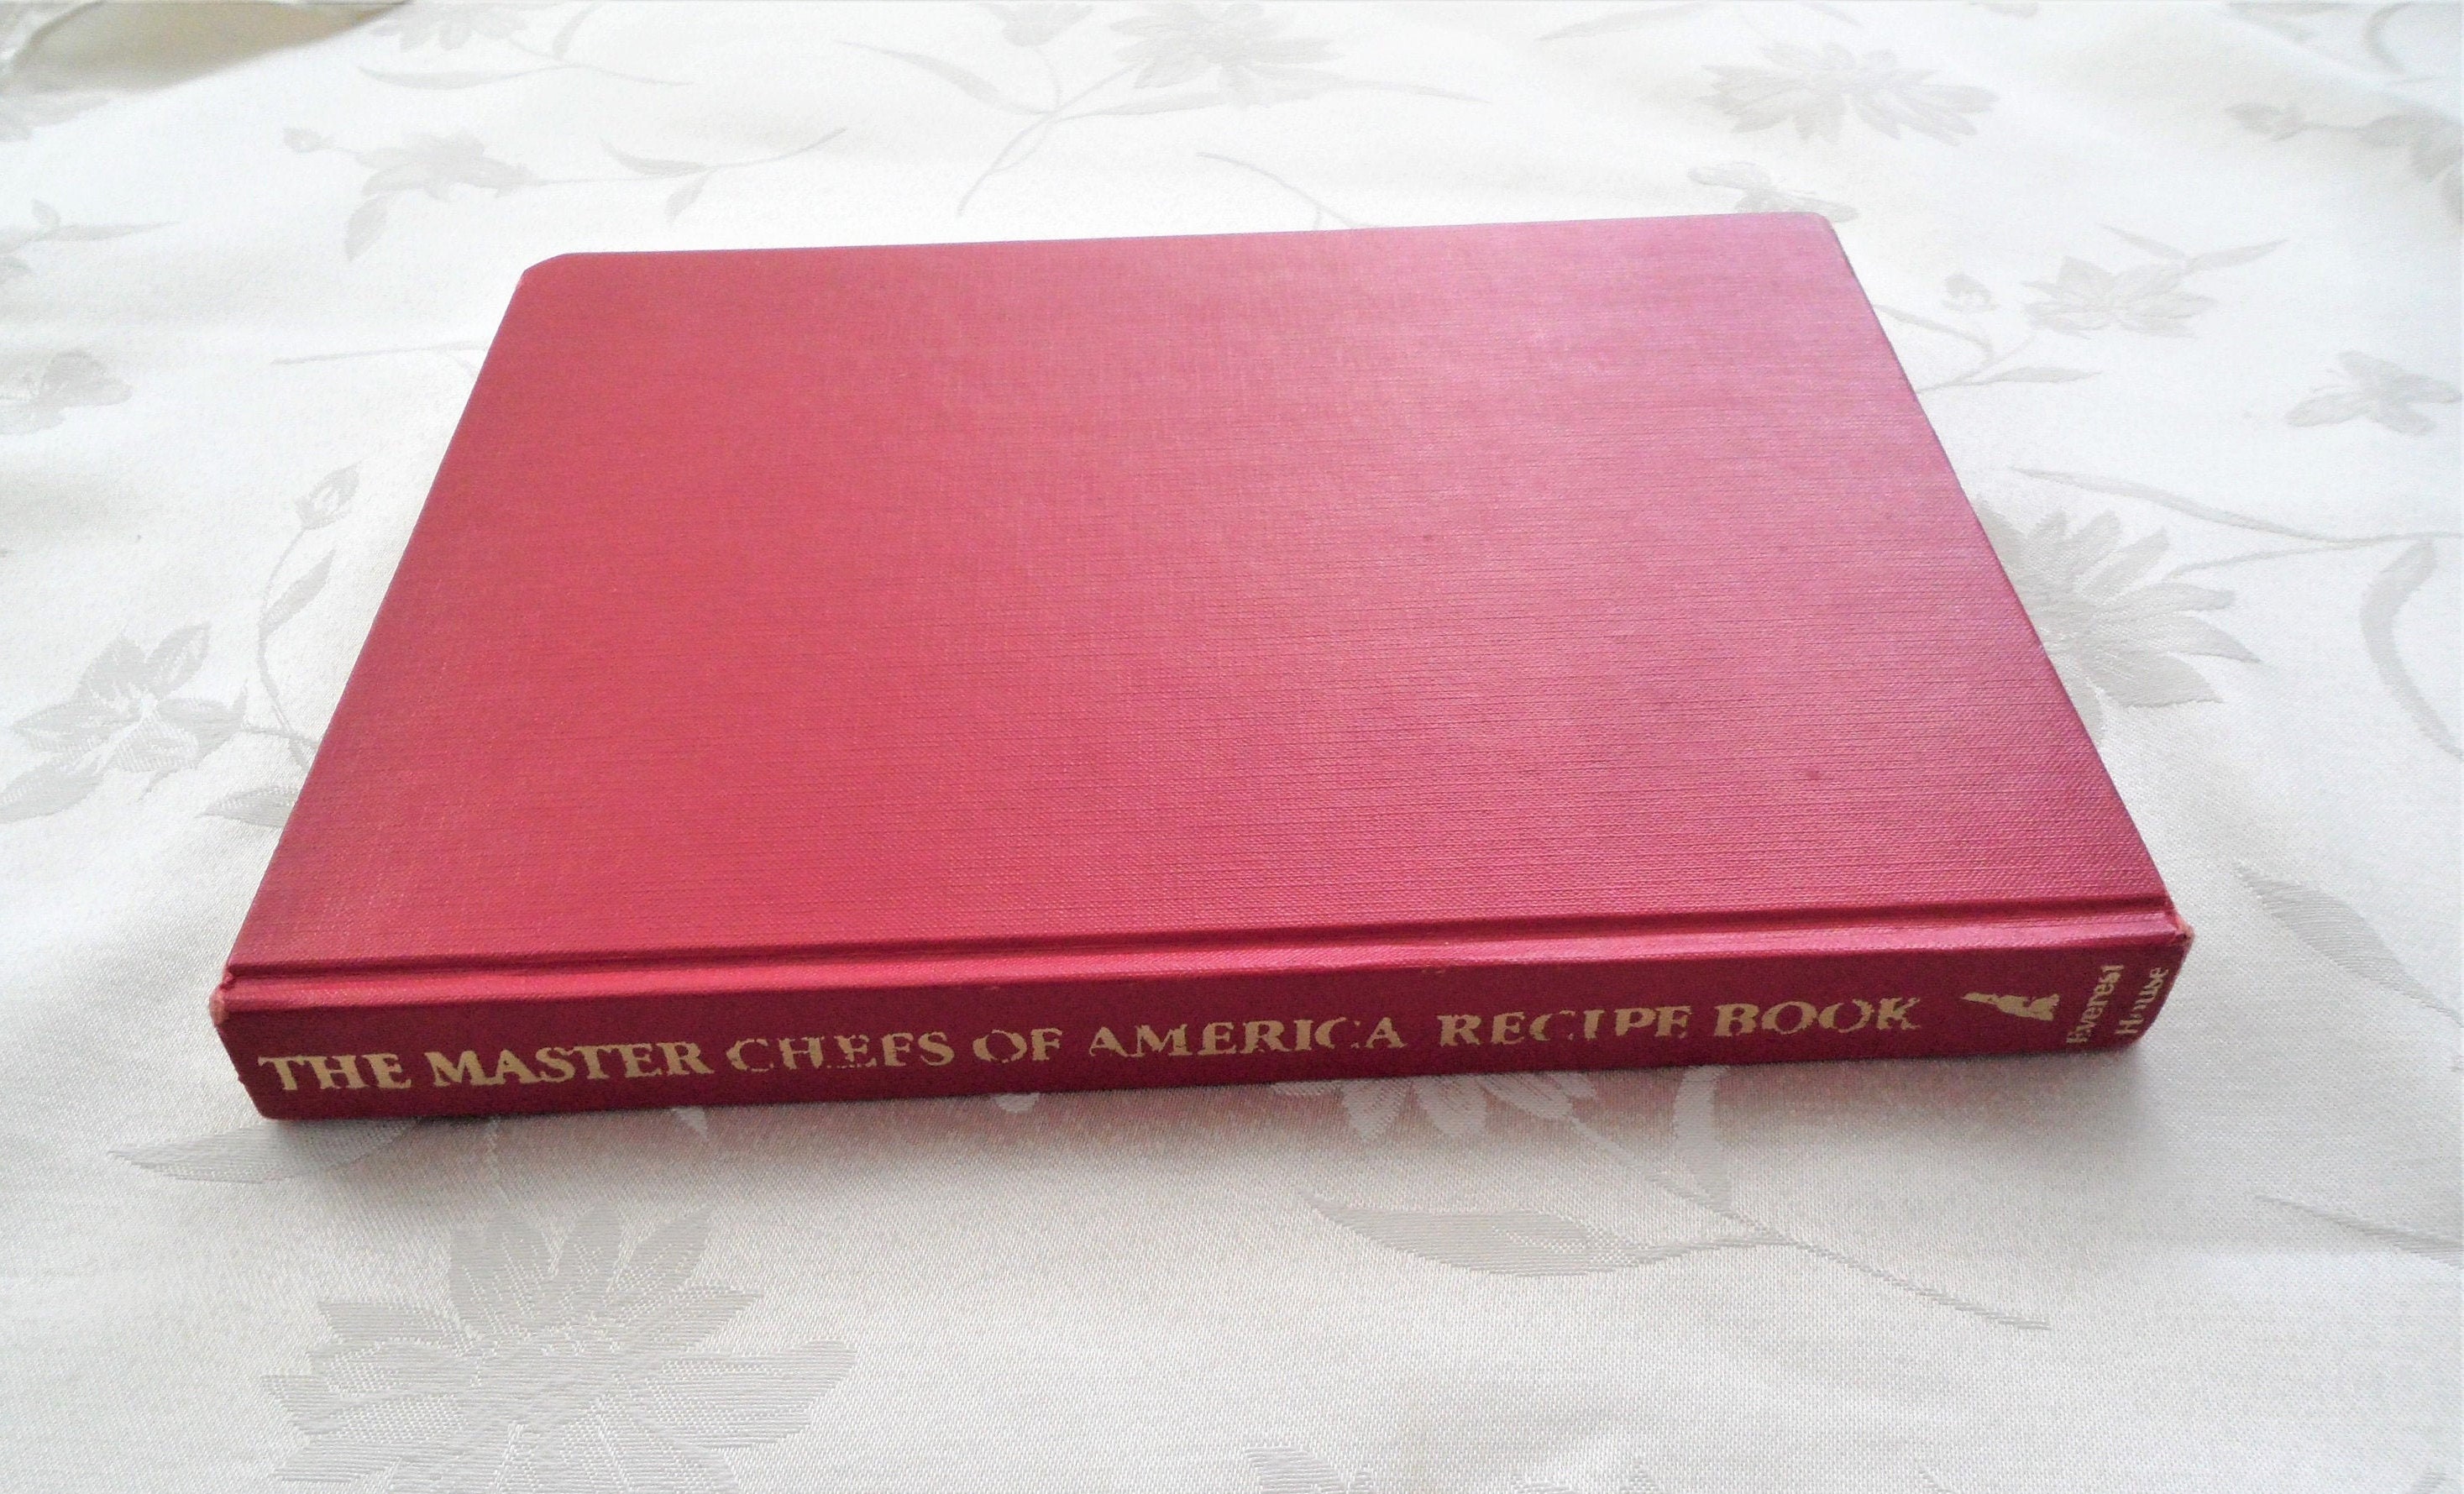 THE MASTER CHEFS OF AMERICA RECIPE BOOK
Everest
House